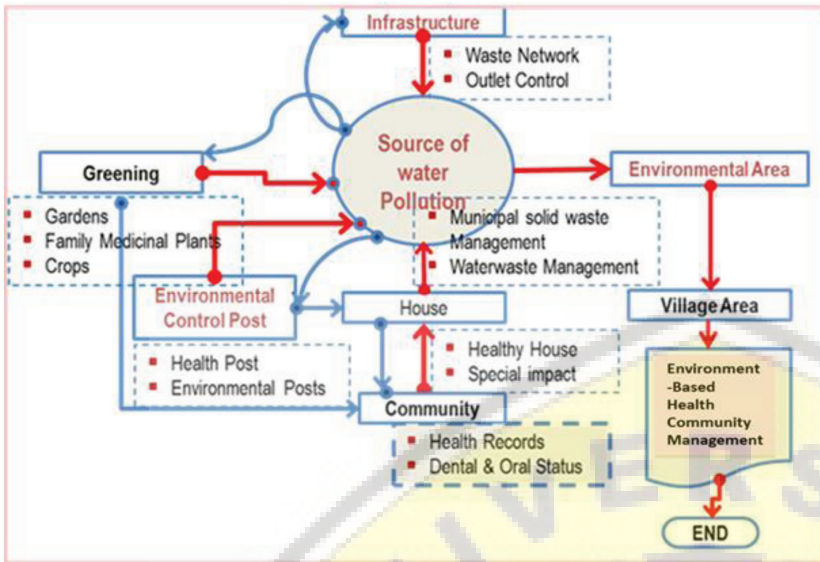 Infrastructure
Waste Network
Outlet Control
Source of
water
Pollution
Greening
Environmental Area
Gardens
Family Medicinal Plants
Crops
Municipal solid waste
Management
Waterwaste Management
Environmental
Control Post
House
Village Area
Health Post
Environmental Posts
Healthy House
Special impact
Environment
-Based
Health
Community
Management
Community
Health Records
Dental & Oral Status
IVERS
END